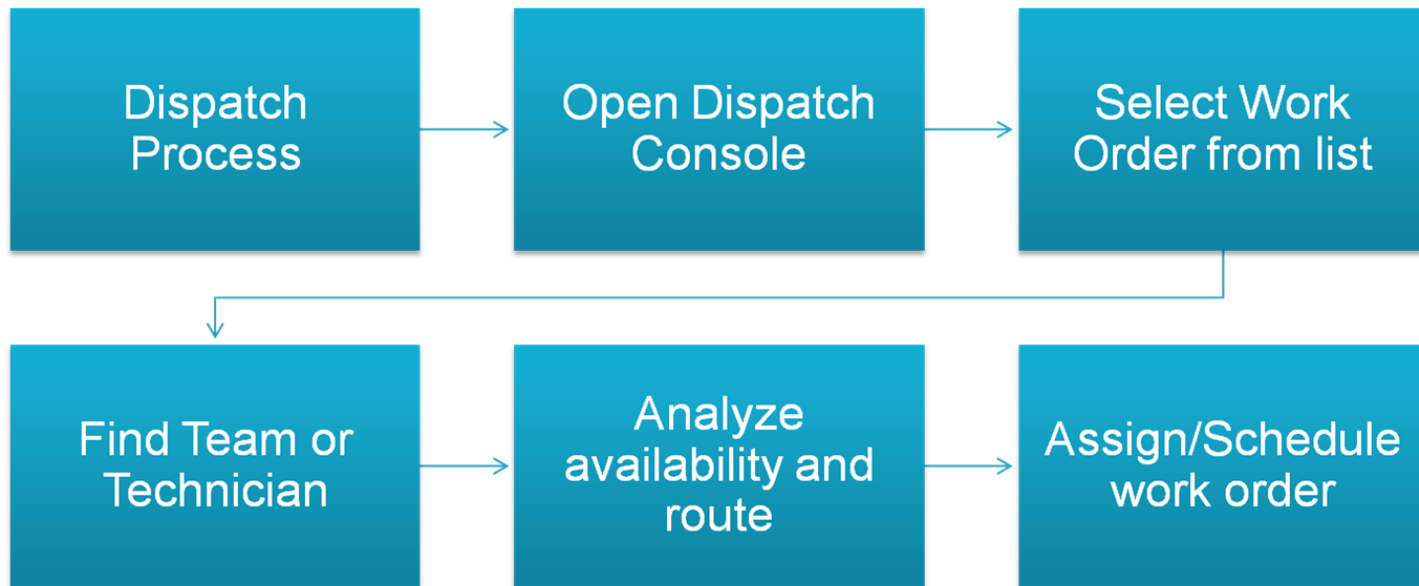 Dispatch
Process
Open Dispatch
Console
Select Work
Order from list
Find Team or
Technician
Analyze
availability and
route
Assign/Schedule
work order